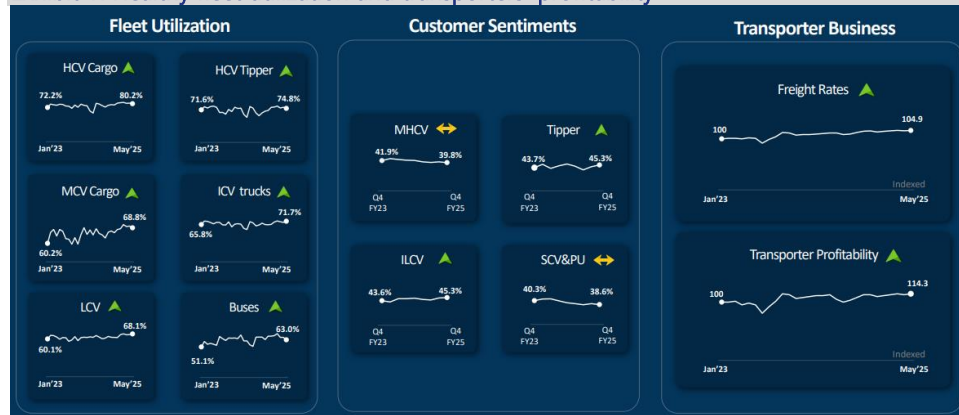 Fleet Utilization
HCV Cargo
72.2%
80.2%
Jan'23
May'25
HCV Tipper
71.6%
74.8%
Jan'23
May'25
MCV Cargo
68.8%
60.2%
Jan'23
May'25
ICV trucks
71.7%
65.8%
Jan'23
May'25
LCV
68.1%
60.1%
Jan'23
May'25
Buses
63.0%
51.1%
Jan'23
May'25
Customer Sentiments
MHCV
41.9%
39.8%
Q4
FY23
Q4
FY25
Tipper
43.7%
45.3%
Q4
FY23
Q4
FY25
ILCV
43.6%
45.3%
Q4
FY23
Q4
FY25
SCV&PU
40.3%
38.6%
Q4
FY23
Q4
FY25
Transporter Business
Freight Rates
100
104.9
Indexed
Jan'23
May'25
Transporter Profitability
100
114.3
Indexed
Jan'23
May'25